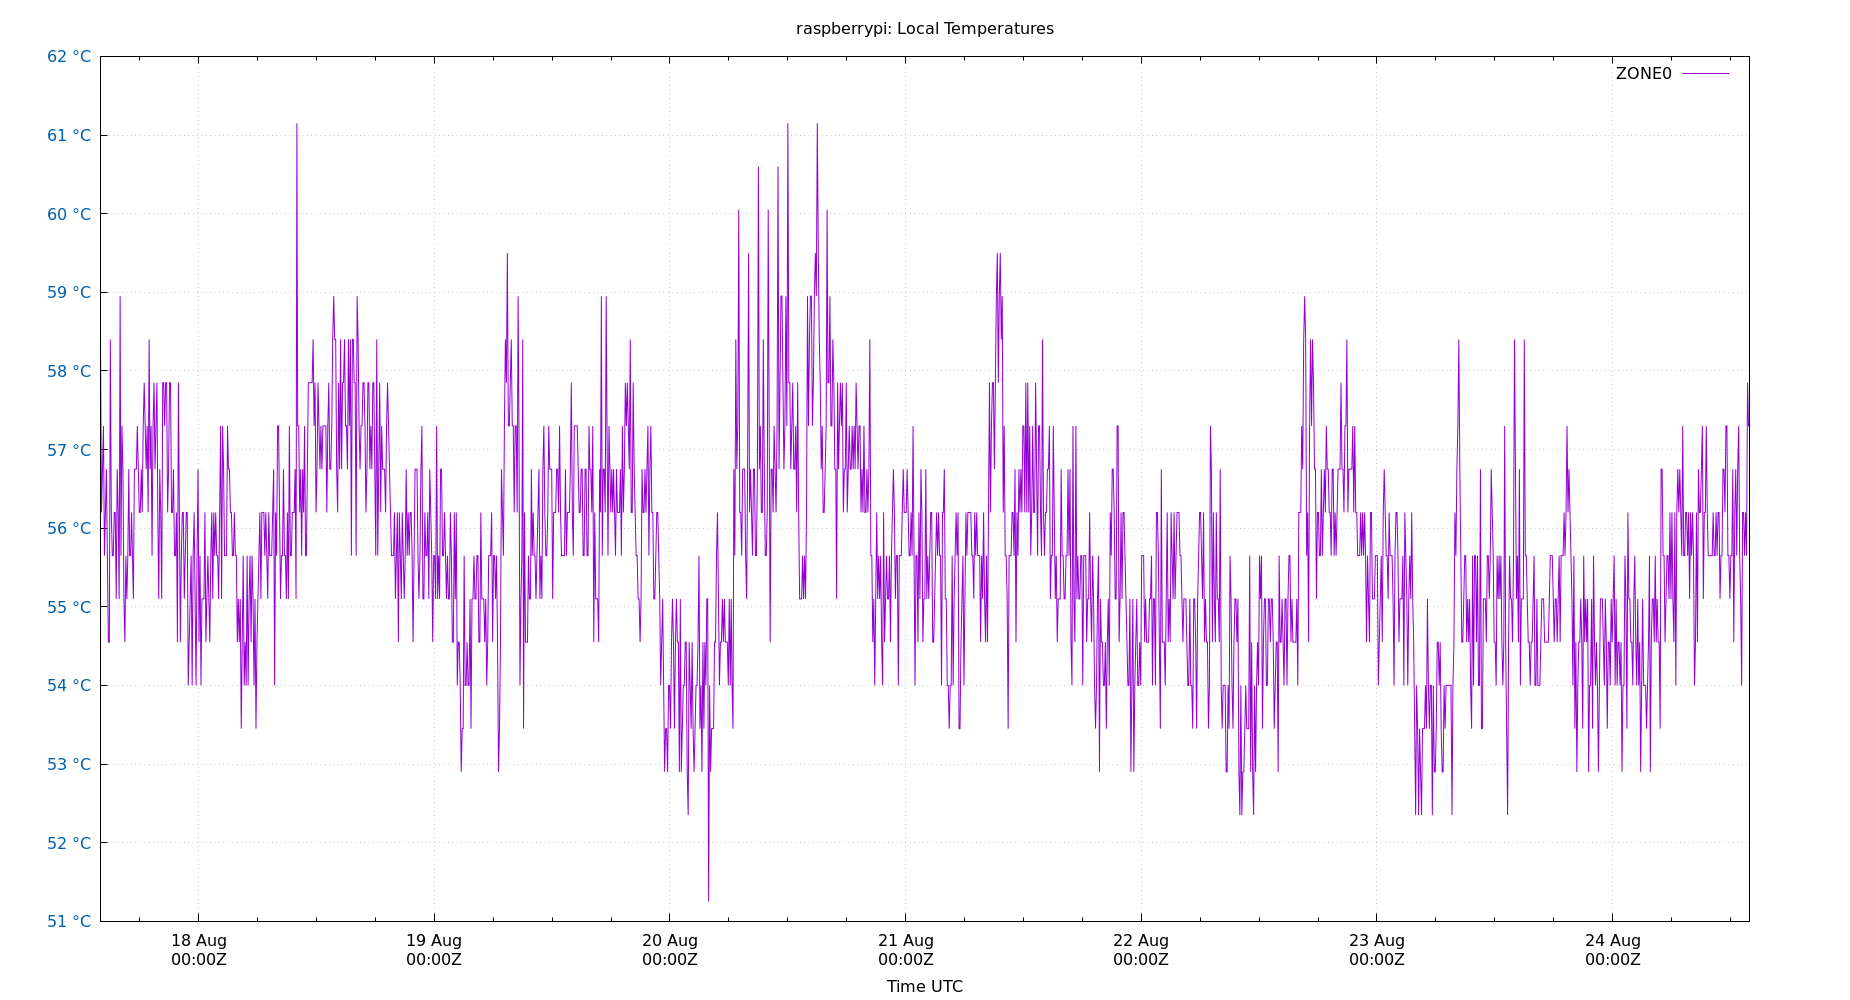 raspberrypi: Local Temperatures
62 °C
ZONE0
61 °C
60 °C
59 °C
58 °C
57 °C
56 °C
55 °C
54 °C
53 °C
52 °C
51 °C
18 Aug 19 Aug 20 Aug 21 Aug 22 Aug 23 Aug 24 Aug
00:00Z 00:00Z 00:00Z 00:00Z 00:00Z 00:00Z 00:00Z
Time UTC